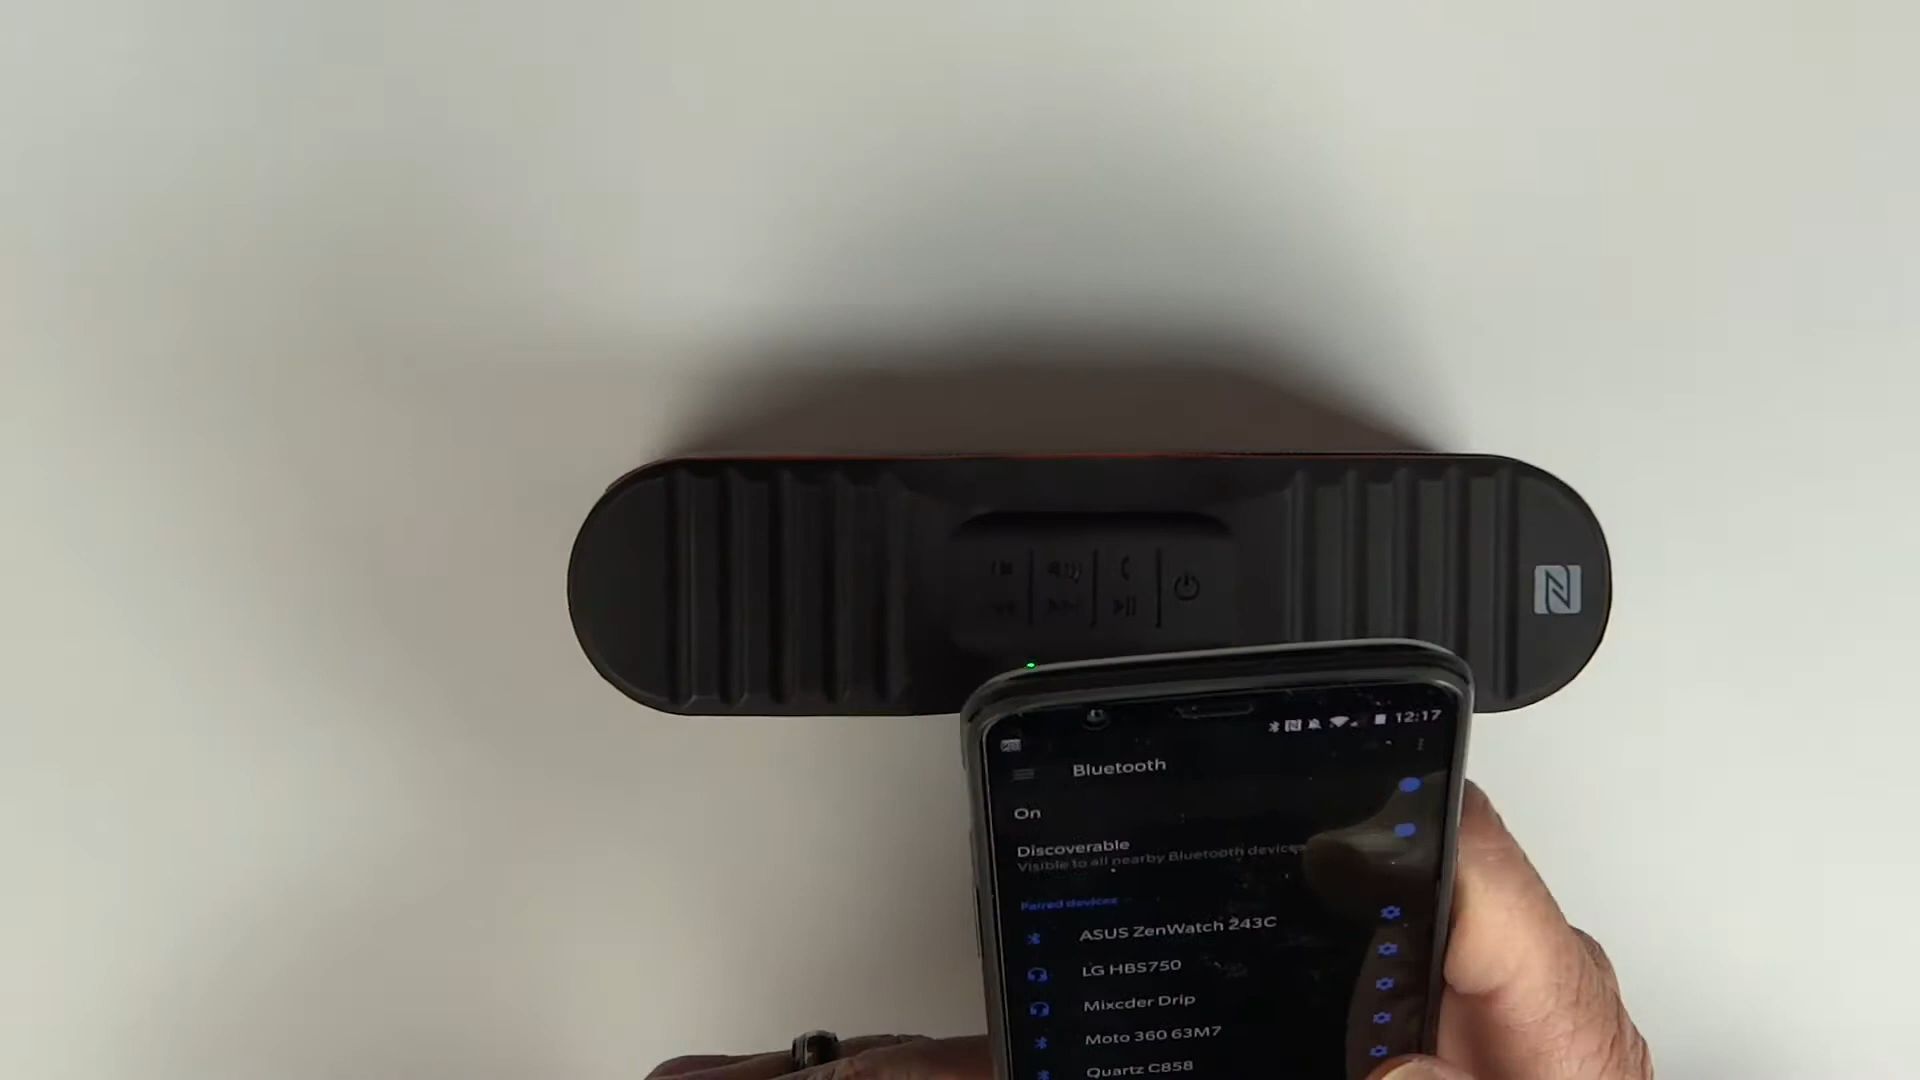 12:17
Bluetooth
On
Discoverable
Visible to all nearby Bluetooth devices
Paired devices
ASUS ZenWatch 243C
LG HBS750
Mixcder Drip
Moto 360 63M7
Quartz C858